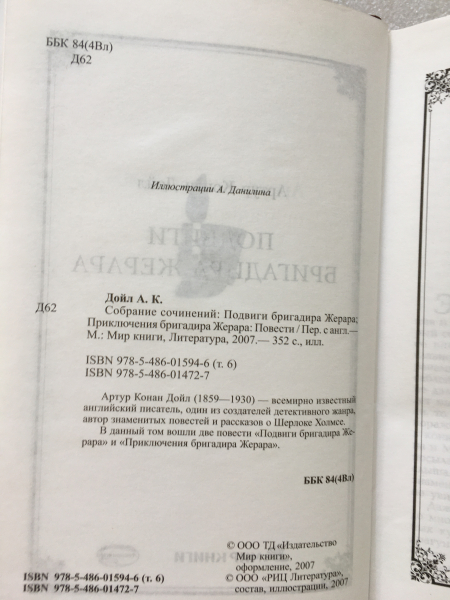 ББК 84(4Вл)
Д62
Иллюстрации А. Данилина
Дойл А. К.
Д62 Собрание сочинений: Подвиги бригадира Жерара;
Приключения бригадира Жерара: Повести / Пер. с англ.—
М.: Мир книги, Литература, 2007.— 352 с., илл.
ISBN 978-5-486-01594-6 (т. 6)
ISBN 978-5-486-01472-7
Артур Конан Дойл (1859—1930) — всемирно известный
английский писатель, один из создателей детективного жанра,
автор знаменитых повестей и рассказов о Шерлоке Холмсе.
В данный том вошли две повести «Подвиги бригадира Же-
рара» и «Приключения бригадира Жерара».
ББК 84(4Вл)
© ООО ТД «Издательство
Мир книги»,
оформление, 2007
© ООО «РИЦ Литература»,
состав, иллюстрации, 2007
ISBN 978-5-486-01594-6 (т. 6)
ISBN 978-5-486-01472-7